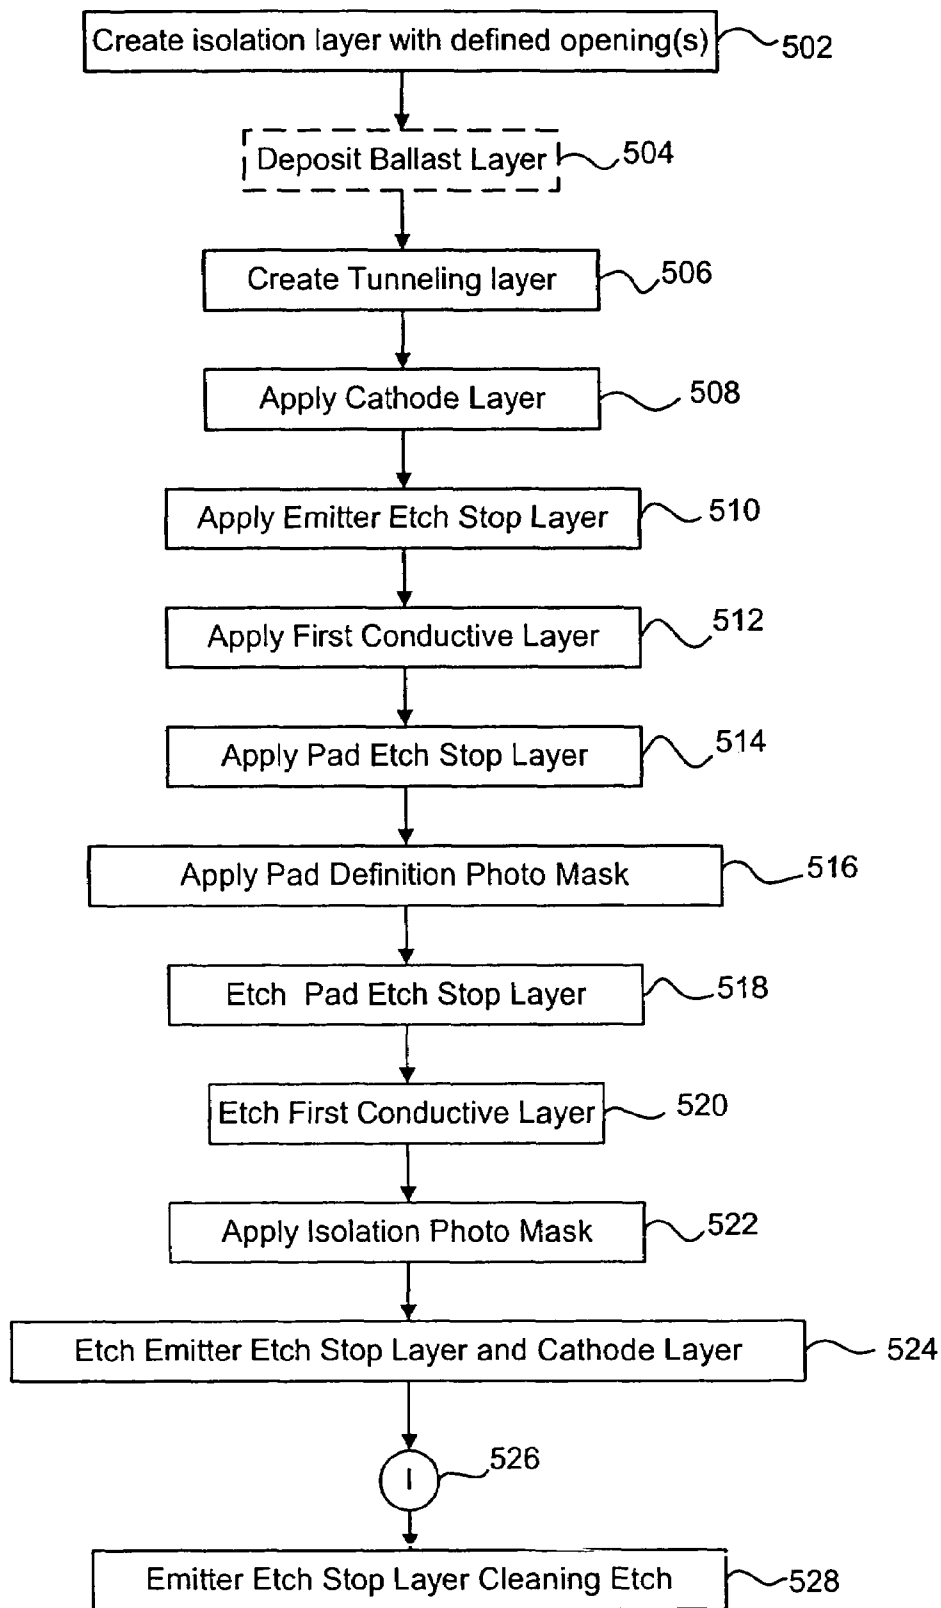 Create isolation layer with defined opening(s)
502
Deposit Ballast Layer
504
Create Tunneling layer
506
Apply Cathode Layer
508
Apply Emitter Etch Stop Layer
510
Apply First Conductive Layer
512
Apply Pad Etch Stop Layer
514
Apply Pad Definition Photo Mask
516
Etch Pad Etch Stop Layer
518
Etch First Conductive Layer
520
Apply Isolation Photo Mask
522
Etch Emitter Etch Stop Layer and Cathode Layer
524
I
526
Emitter Etch Stop Layer Cleaning Etch
528